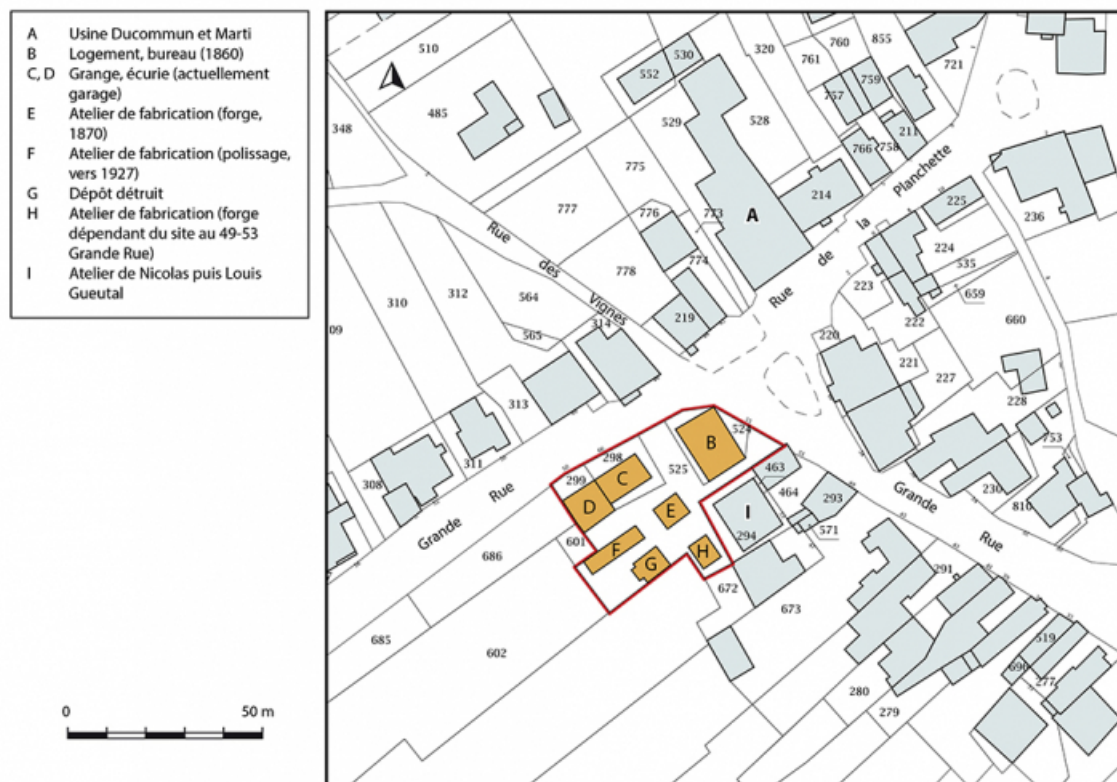 A Usine Ducommun et Marti
B Logement, bureau (1860)
C, D Grange, écurie (actuellement
garage)
E Atelier de fabrication (forge,
1870)
F Atelier de fabrication (polissage,
vers 1927)
G Dépôt détruit
H Atelier de fabrication (forge
dépendant du site au 49-53
Grande Rue)
I Atelier de Nicolas puis Louis
Gueutal
0 50 m
510
485
348
552
530
320
760
855
761
759
757
721
529
528
211
766
758
775
777
776
773
214
225
236
A
Rue de la Planchette
Rue des Vignes
778
774
224
535
223
659
222
660
312
310
564
565
09
314
219
220
221
227
228
313
311
308
753
230
810
Grande Rue
298
299
525
524
B
C
D
E
F
G
H
I
463
464
293
294
571
601
686
685
602
672
673
Grande Rue
291
519
690
277
280
279